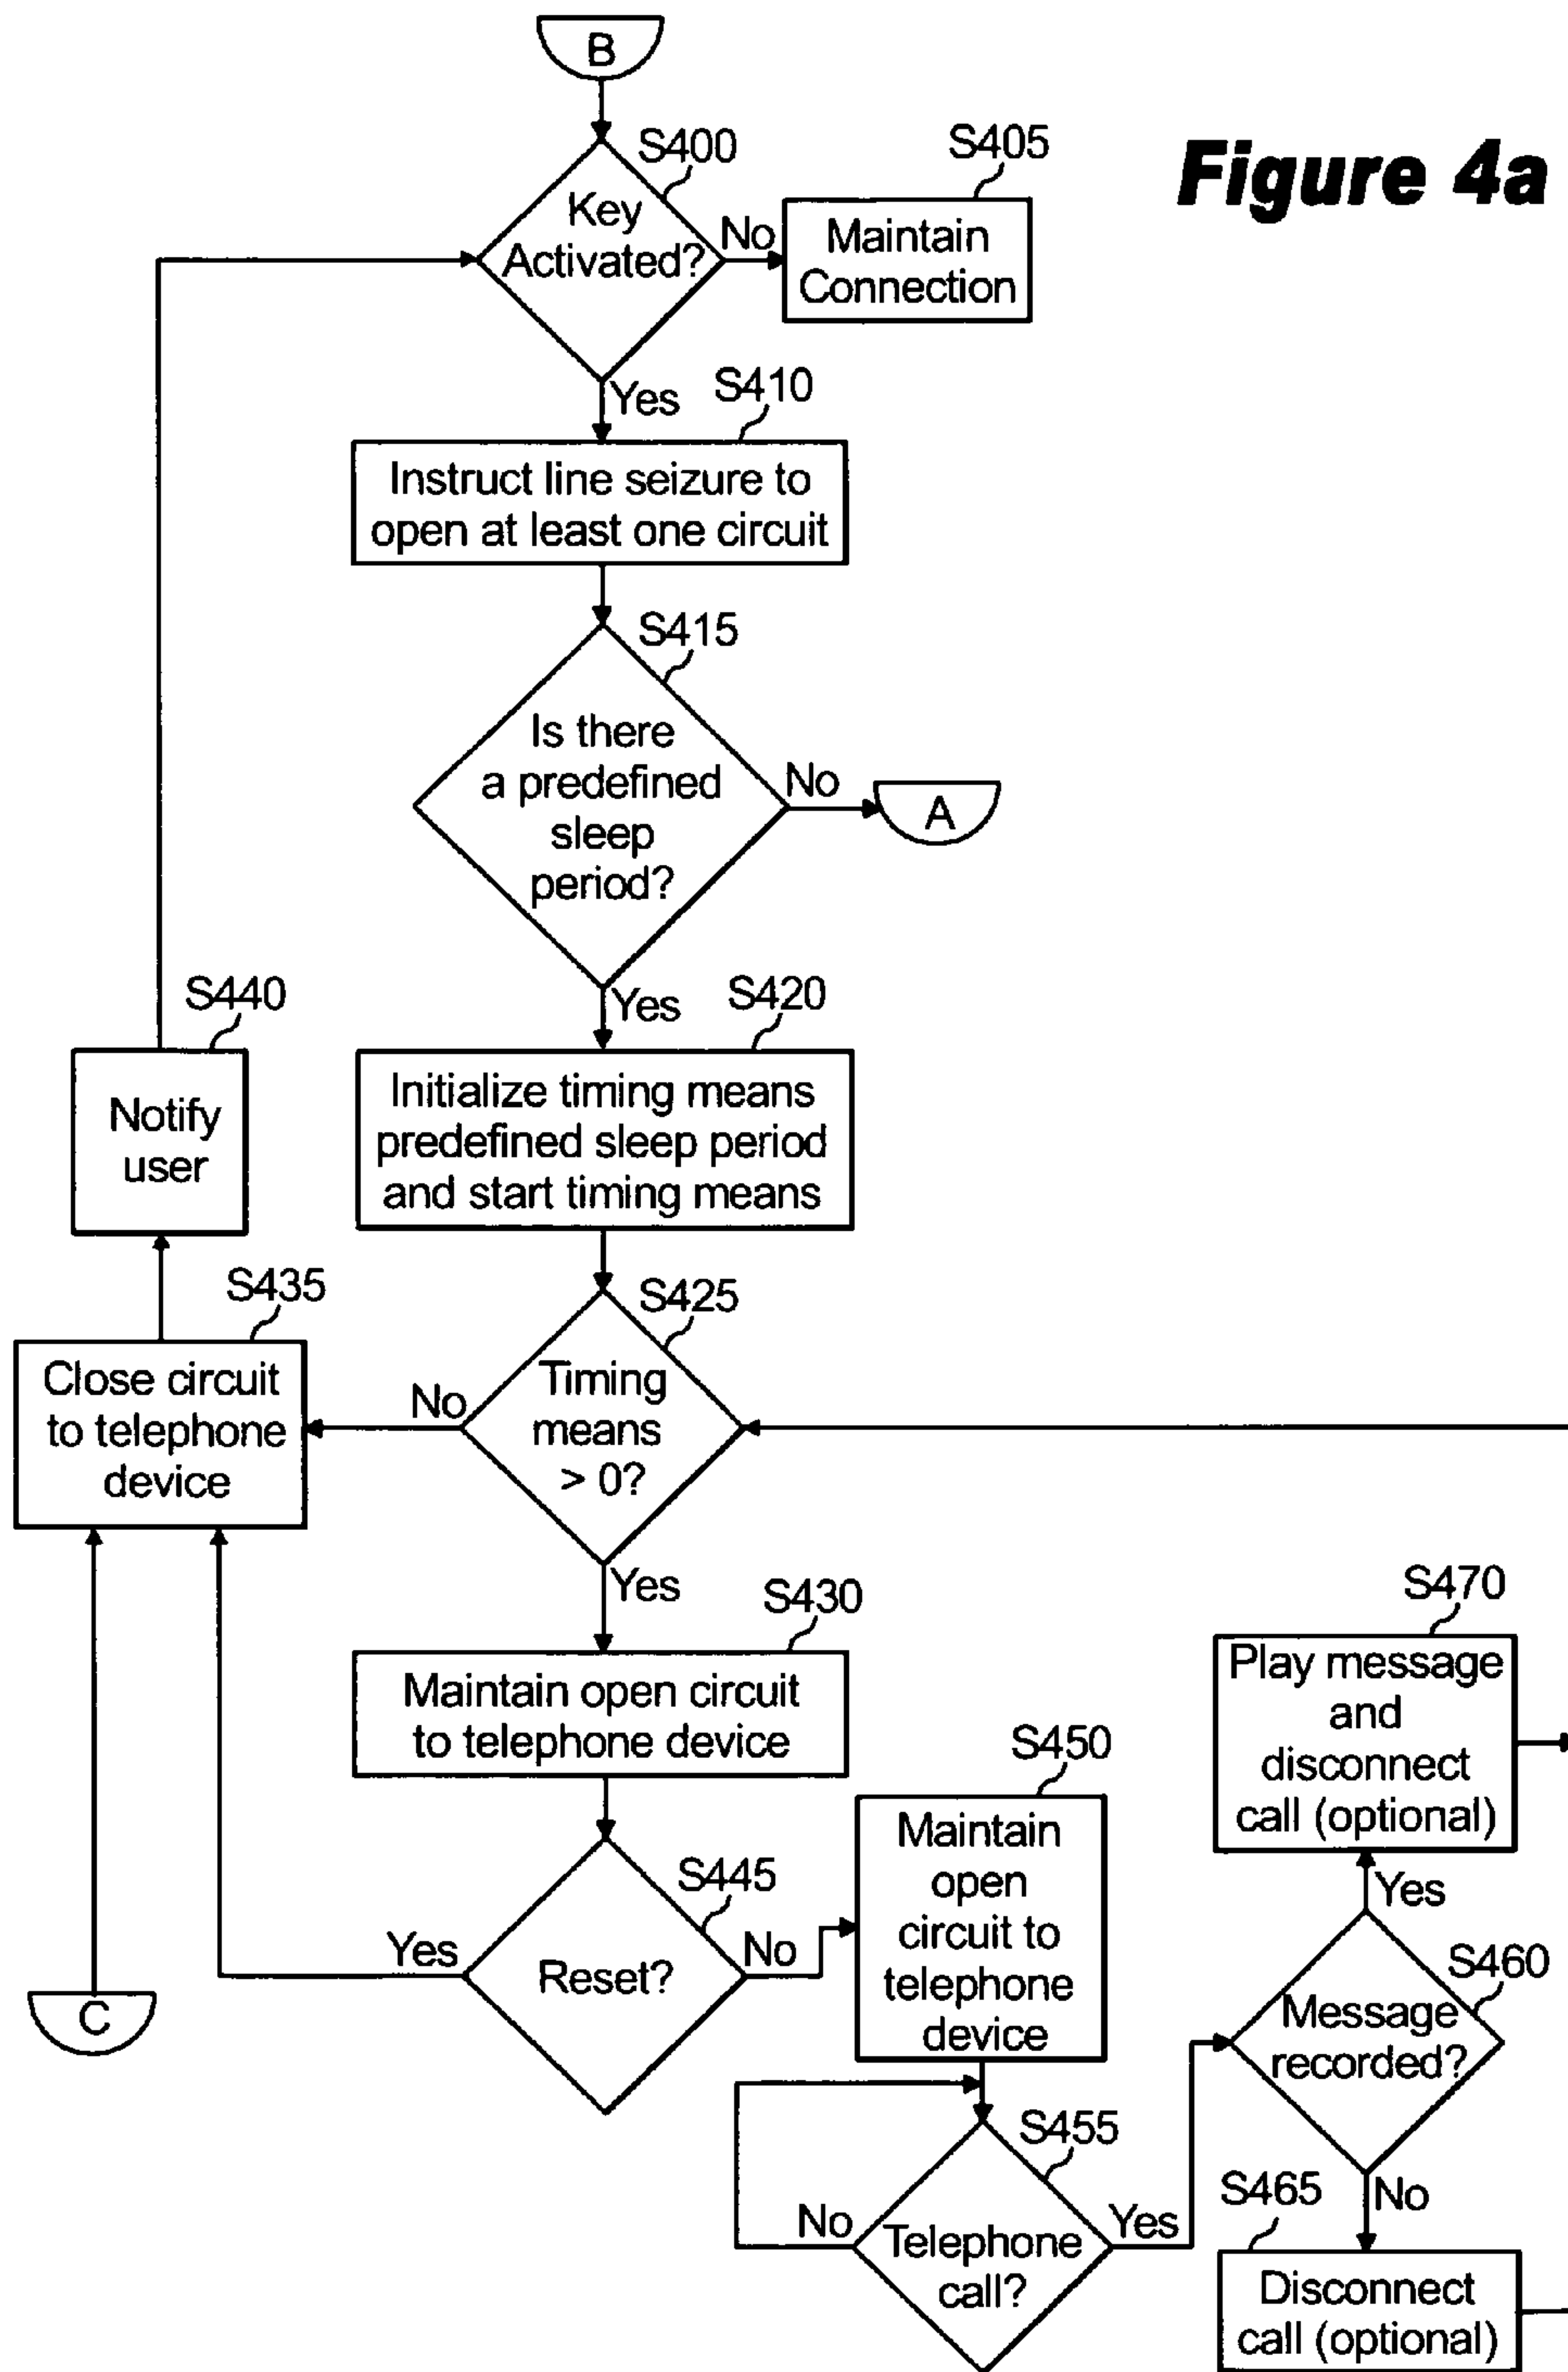 B
Figure 4a
S400
Key
Activated?
No
S405
Maintain
Connection
Yes
S410
Instruct line seizure to
open at least one circuit
S415
Is there
a predefined
sleep
period?
No
A
Yes
S420
Initialize timing means
predefined sleep period
and start timing means
S440
Notify
user
S435
Close circuit
to telephone
device
S425
Timing
means
> 0?
No
Yes
S430
Maintain open circuit
to telephone device
S445
Reset?
Yes
No
C
S450
Maintain
open
circuit to
telephone
device
S455
Telephone
call?
No
Yes
S460
Message
recorded?
Yes
No
S470
Play message
and
disconnect
call (optional)
S465
Disconnect
call (optional)